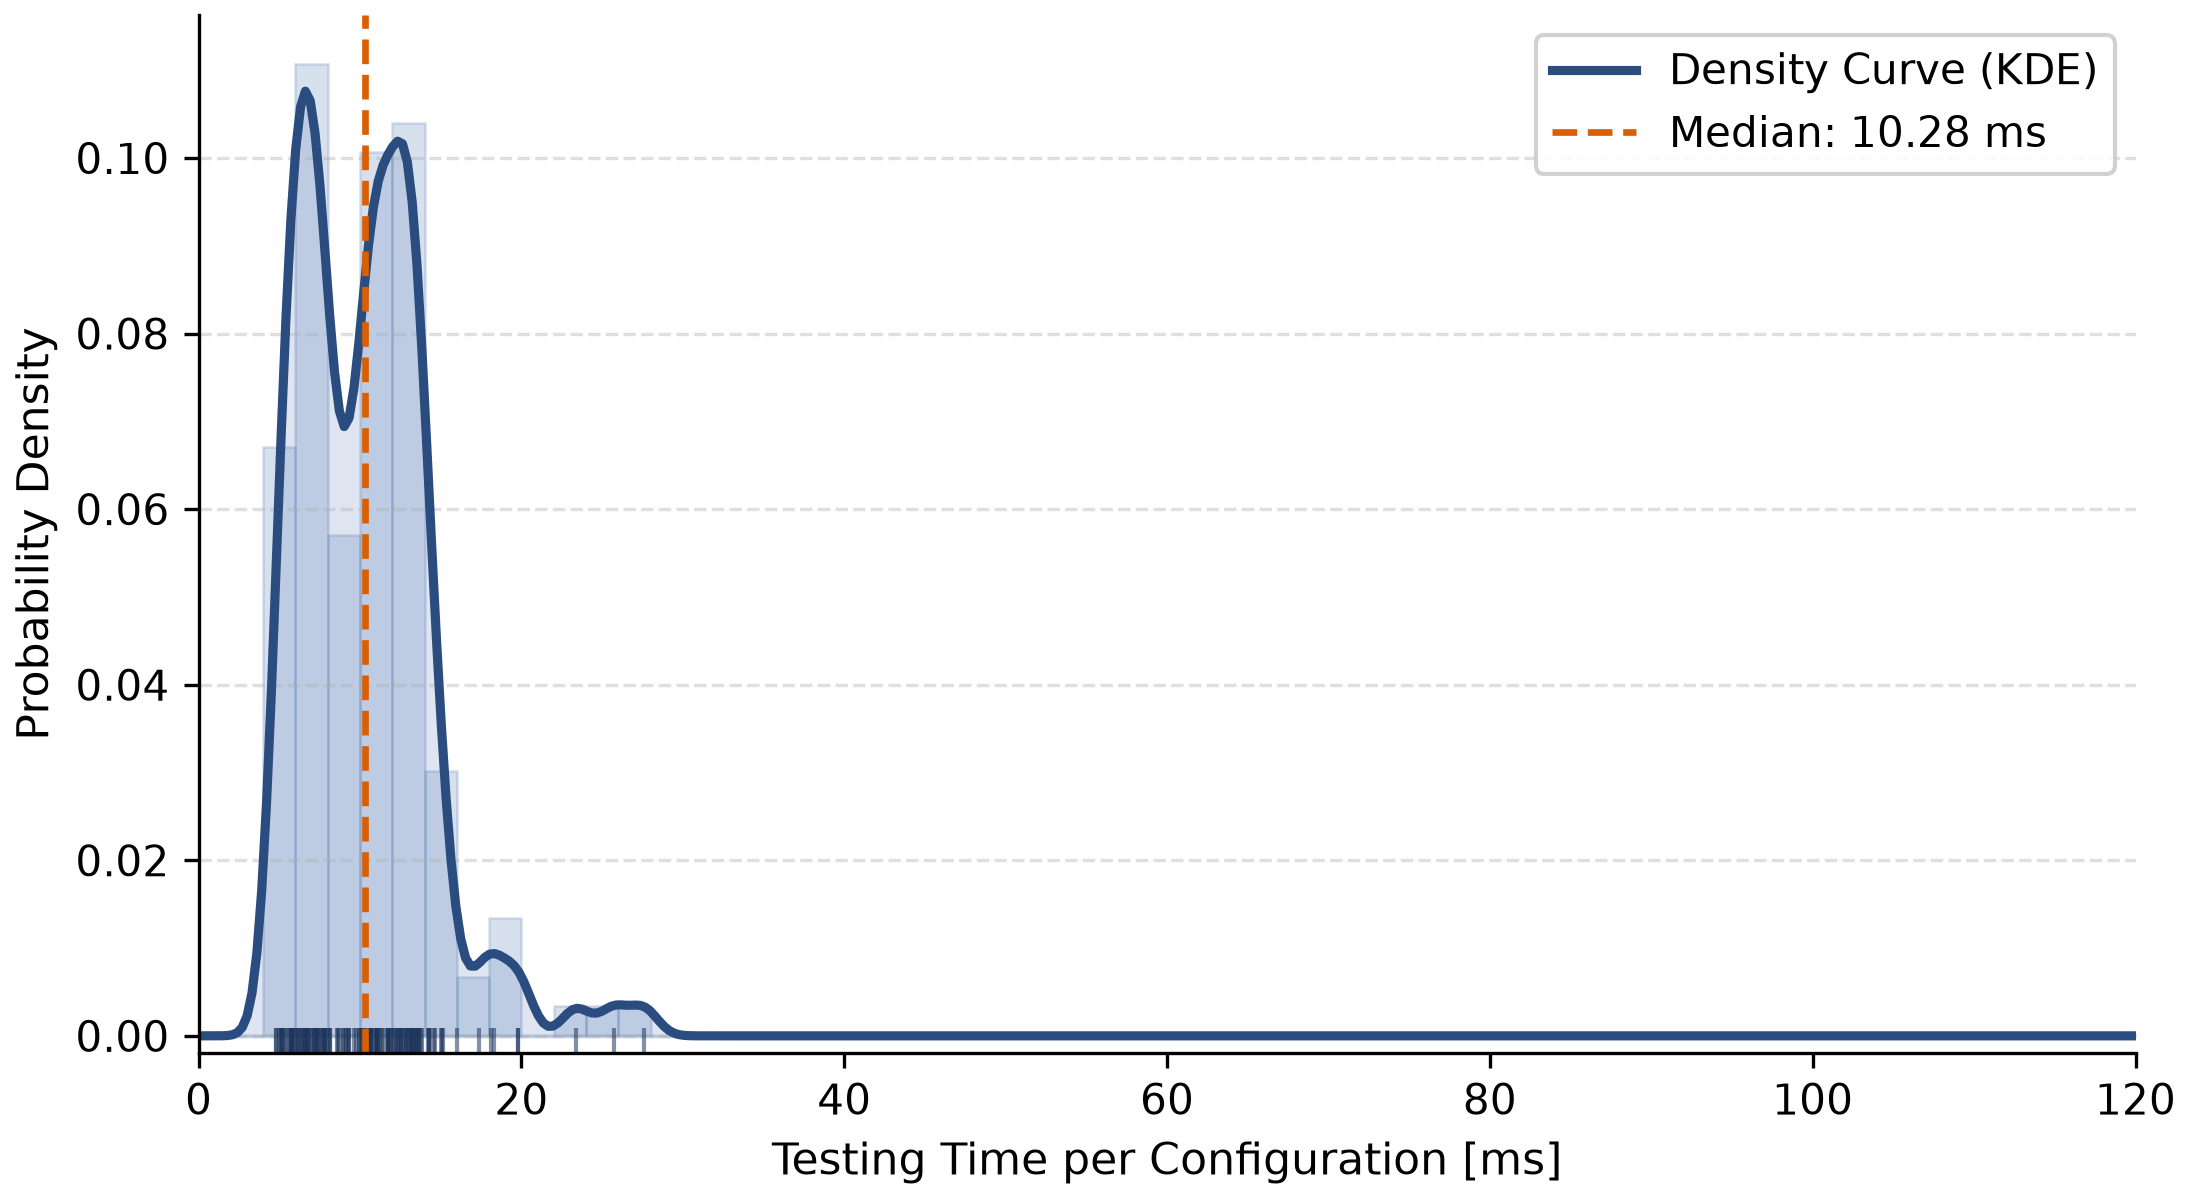 Density Curve (KDE)
Median: 10.28 ms
0.10
0.08
0.06
0.04
0.02
0.00
Probability Density
0 20 40 60 80 100 120
Testing Time per Configuration [ms]